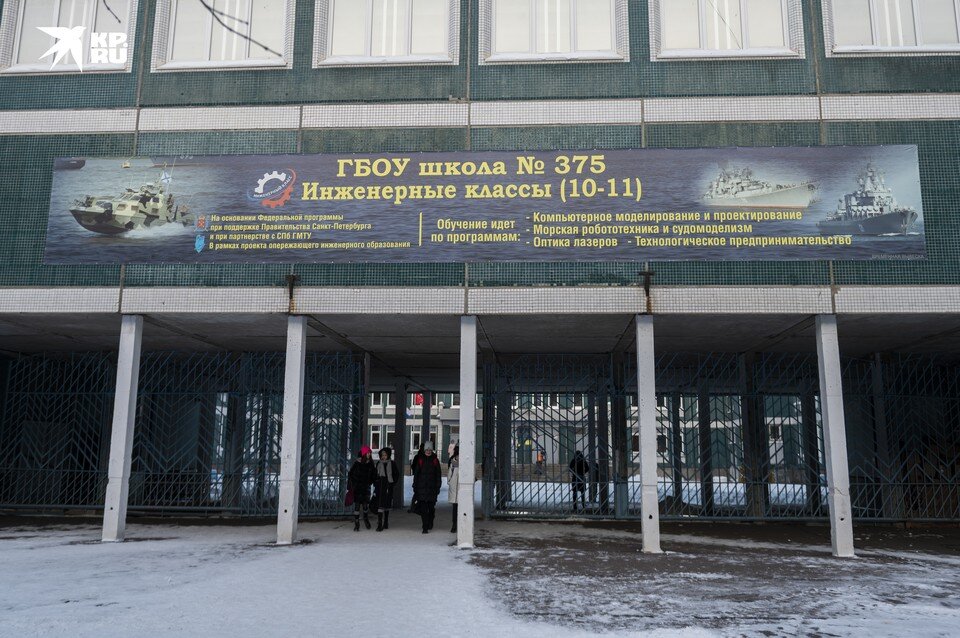 KP.RU
ГБОУ школа № 375
Инженерные классы (10-11)
На основании Федеральной программы
при поддержке Правительства Санкт-Петербурга
и при партнерстве с СПб ГМТУ
В рамках проекта опережающего инженерного образования
Обучение идет
по программам:
- Компьютерное моделирование и проектирование
- Морская робототехника и судомоделизм
- Оптика лазеров - Технологическое предпринимательство